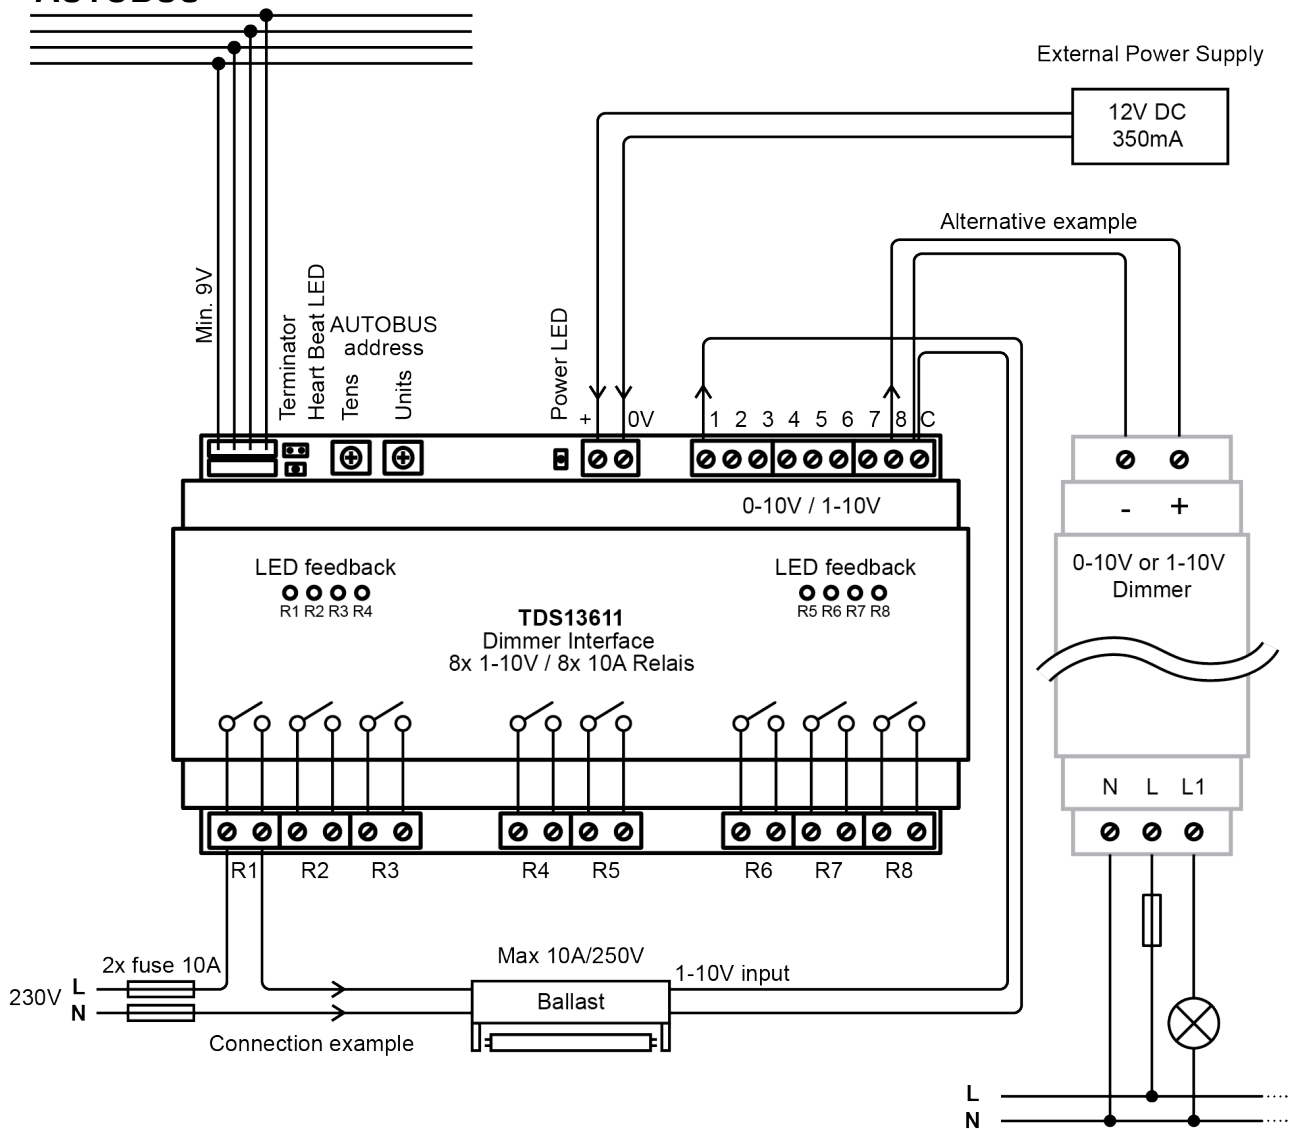 AUTOBUS
External Power Supply
12V DC
350mA
Alternative example
Min. 9V
Terminator
Heart Beat LED
AUTOBUS
address
Tens
Units
Power LED
+ 0V 1 2 3 4 5 6 7 8 C
0-10V / 1-10V
- +
LED feedback
R1 R2 R3 R4
LED feedback
R5 R6 R7 R8
0-10V or 1-10V
Dimmer
TDS13611
Dimmer Interface
8x 1-10V / 8x 10A Relais
N L L1
R1 R2 R3 R4 R5 R6 R7 R8
2x fuse 10A
Max 10A/250V
1-10V input
230V
L
N
Ballast
Connection example
L
N